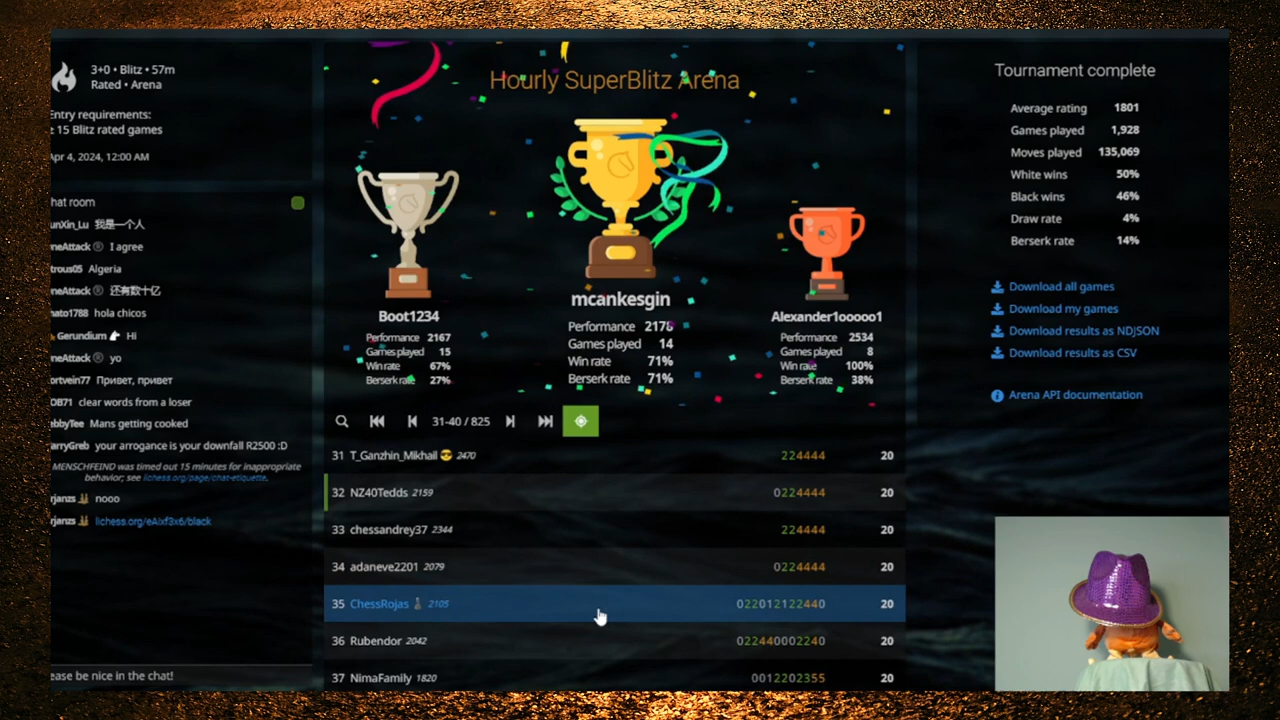 3+0 • Blitz • 57m
Rated • Arena
Entry requirements:
≥ 15 Blitz rated games
Apr 4, 2024, 12:00 AM
hat room
unXin_Lu 我是一个人
neAttack I agree
trous05 Algeria
neAttack 还有数十亿
nato1788 hola chicos
Gerundium Hi
neAttack yo
ortvein77 Привет, привет
OB71 clear words from a loser
ebbyTee Mans getting cooked
arryGreb your arrogance is your downfall R2500 :D
MENSCHFEIND was timed out 15 minutes for inappropriate
behavior; see lichess.org/page/chat-etiquette.
rjanzs nooo
rjanzs lichess.org/eAixf3x6/black
ease be nice in the chat!
Hourly SuperBlitz Arena
Boot1234
Performance 2167
Games played 15
Win rate 67%
Berserk rate 27%
mcankesgin
Performance 2178
Games played 14
Win rate 71%
Berserk rate 71%
Alexander1ooooo1
Performance 2534
Games played 8
Win rate 100%
Berserk rate 38%
31-40 / 825
31 T_Ganzhin_Mikhail 😎 2470 224444 20
32 NZ40Tedds 2159 0224444 20
33 chessandrey37 2344 224444 20
34 adaneve2201 2079 0224444 20
35 ChessRojas 2105 022012122440 20
36 Rubendor 2042 022440002240 20
37 NimaFamily 1820 0012202355 20
Tournament complete
Average rating 1801
Games played 1,928
Moves played 135,069
White wins 50%
Black wins 46%
Draw rate 4%
Berserk rate 14%
Download all games
Download my games
Download results as NDJSON
Download results as CSV
Arena API documentation